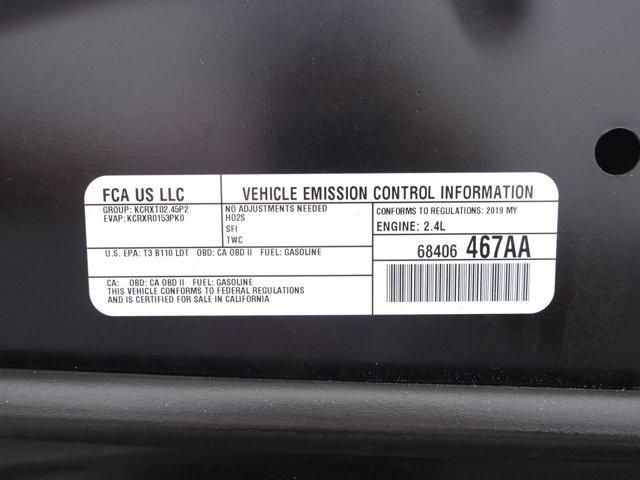 FCA US LLC
VEHICLE EMISSION CONTROL INFORMATION
GROUP: KCRXT02.45P2
EVAP: KCRXR0153PK0
NO ADJUSTMENTS NEEDED
HO2S
SFI
TWC
CONFORMS TO REGULATIONS: 2019 MY
ENGINE: 2.4L
U.S. EPA: T3 B110 LDT OBD: CA OBD II FUEL: GASOLINE
68406 467AA
CA: OBD: CA OBD II FUEL: GASOLINE
THIS VEHICLE CONFORMS TO FEDERAL REGULATIONS
AND IS CERTIFIED FOR SALE IN CALIFORNIA